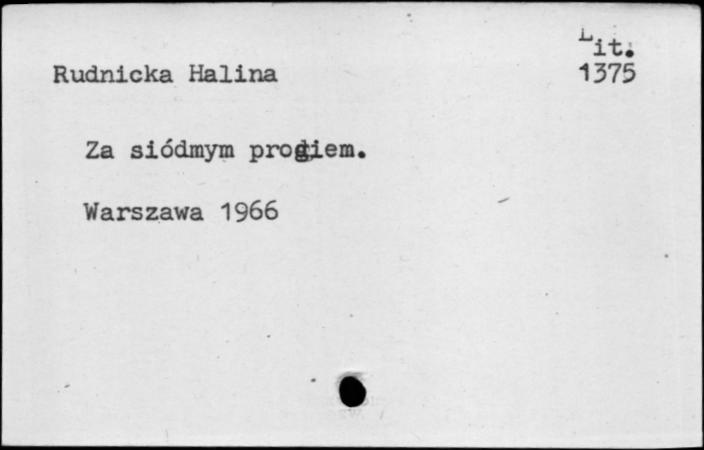 Lit.
Rudnicka Halina 1375
Za siódmym progiem.
Warszawa 1966